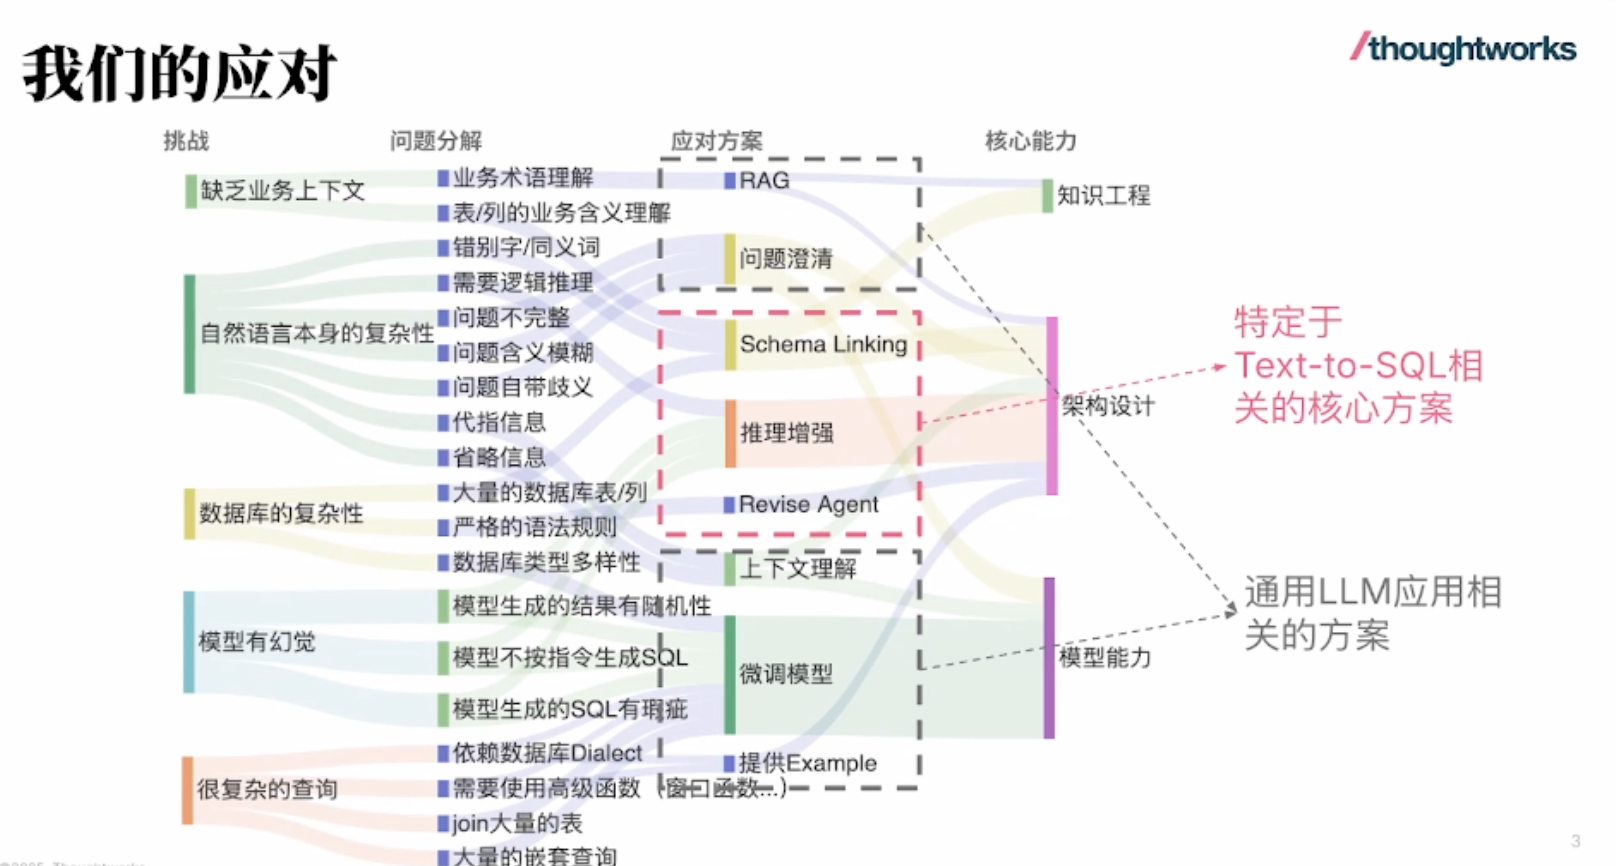 我们的应对
/thoughtworks
挑战
问题分解
应对方案
核心能力
缺乏业务上下文
自然语言本身的复杂性
数据库的复杂性
模型有幻觉
很复杂的查询
业务术语理解
表/列的业务含义理解
错别字/同义词
需要逻辑推理
问题不完整
问题含义模糊
问题自带歧义
代指信息
省略信息
大量的数据库表/列
严格的语法规则
数据库类型多样性
模型生成的结果有随机性
模型不按指令生成SQL
模型生成的SQL有瑕疵
依赖数据库Dialect
需要使用高级函数（窗口函数...）
join大量的表
大量的嵌套查询
RAG
问题澄清
Schema Linking
推理增强
Revise Agent
上下文理解
微调模型
提供Example
知识工程
架构设计
模型能力
特定于
Text-to-SQL相
关的核心方案
通用LLM应用相
关的方案
3